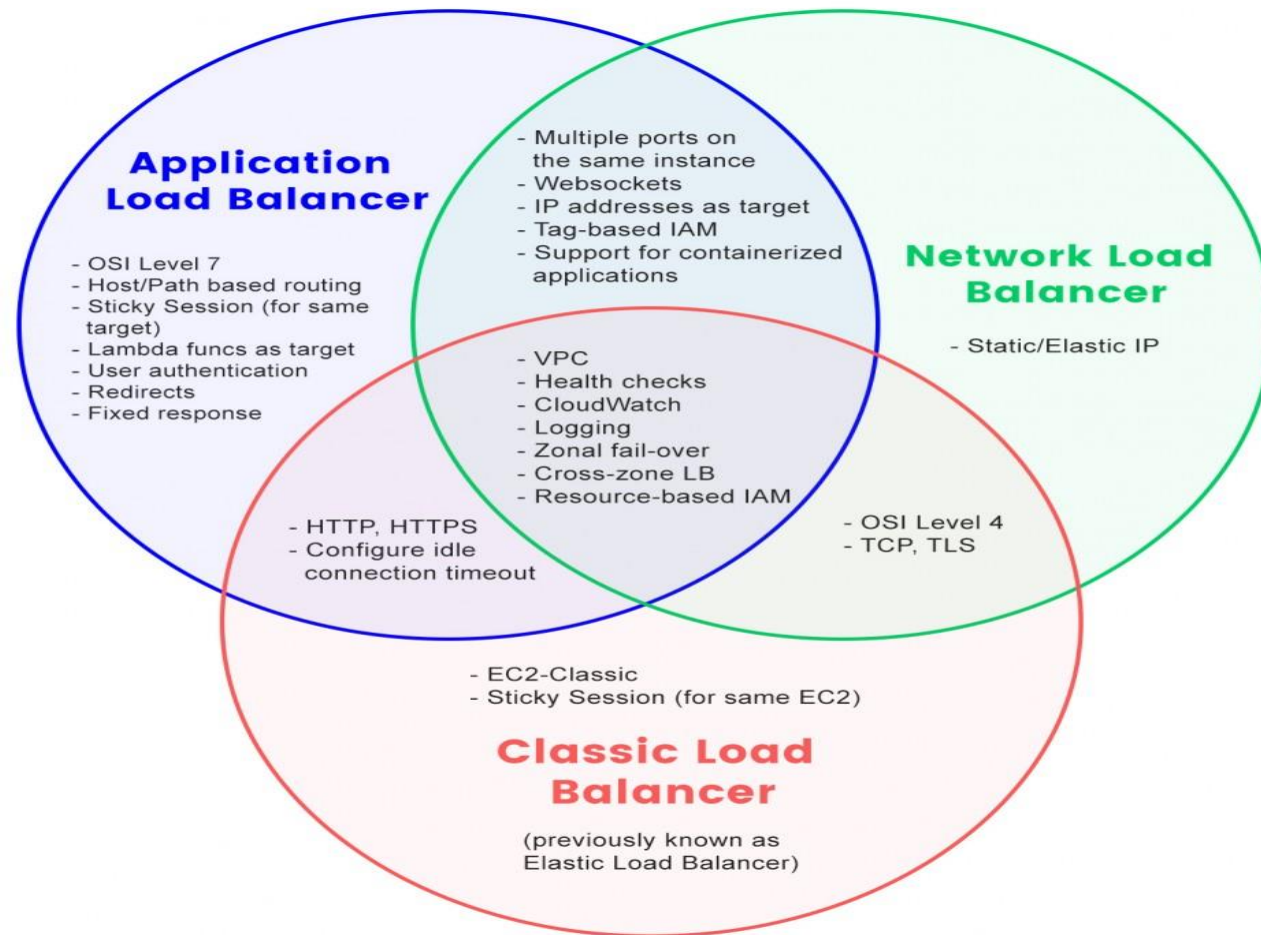 Application
Load Balancer
- OSI Level 7
- Host/Path based routing
- Sticky Session (for same
target)
- Lambda funcs as target
- User authentication
- Redirects
- Fixed response
- Multiple ports on
the same instance
- Websockets
- IP addresses as target
- Tag-based IAM
- Support for containerized
applications
Network Load
Balancer
- Static/Elastic IP
- VPC
- Health checks
- CloudWatch
- Logging
- Zonal fail-over
- Cross-zone LB
- Resource-based IAM
- HTTP, HTTPS
- Configure idle
connection timeout
- OSI Level 4
- TCP, TLS
- EC2-Classic
- Sticky Session (for same EC2)
Classic Load
Balancer
(previously known as
Elastic Load Balancer)